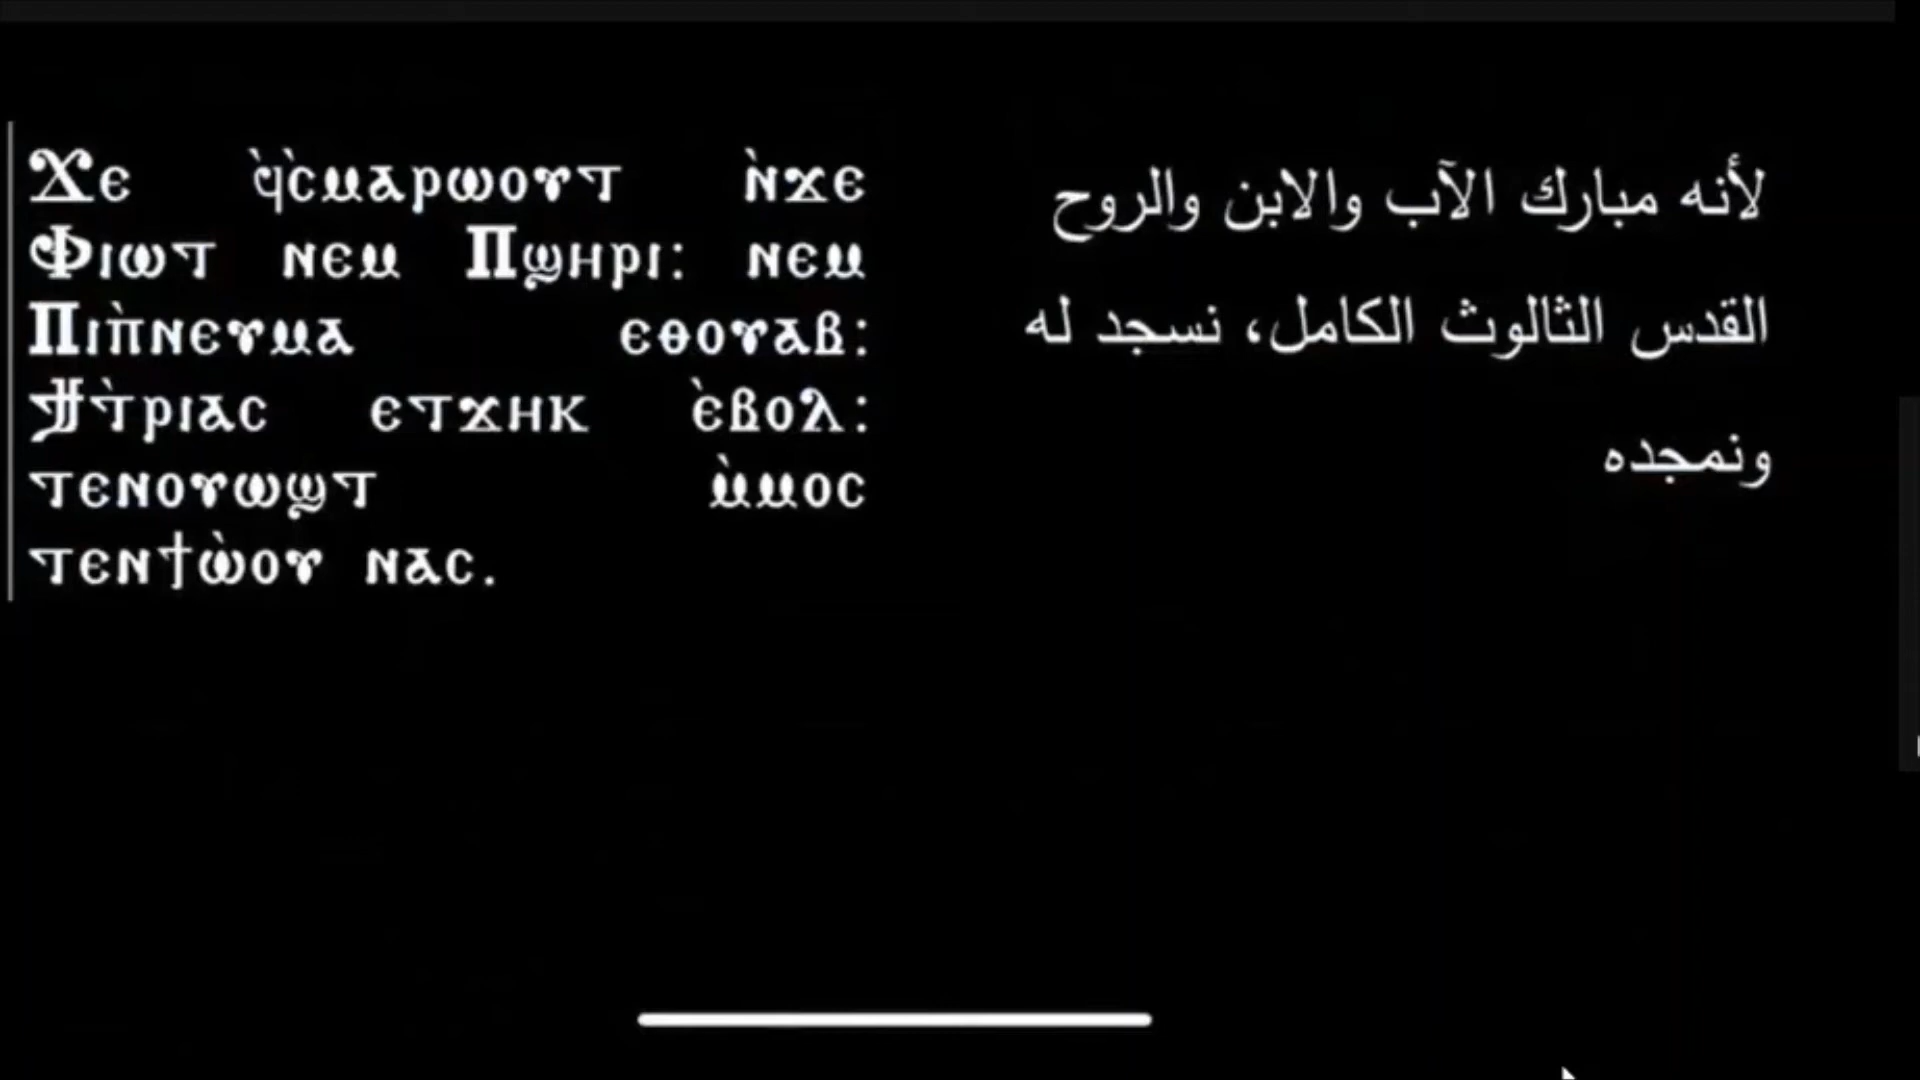 Ϫⲉ ϥ̀ⲥ̀ⲙⲁⲣⲱⲟⲩⲧ ⲛ̀ϫⲉ
Ⲫⲓⲱⲧ ⲛⲉⲙ Ⲡϣⲏⲣⲓ: ⲛⲉⲙ
Ⲡⲓⲡ̀ⲛⲉⲩⲙⲁ ⲉⲑⲟⲩⲁⲃ:
Ϯⲧ̀ⲣⲓⲁⲥ ⲉⲧϫⲏⲕ ⲉ̀ⲃⲟⲗ:
ⲧⲉⲛⲟⲩⲱϣⲧ ⲙ̀ⲙⲟⲥ
ⲧⲉⲛϯⲱ̀ⲟⲩ ⲛⲁⲥ.
لأنه مبارك الآب والابن والروح
القدس الثالوث الكامل، نسجد له
ونمجده